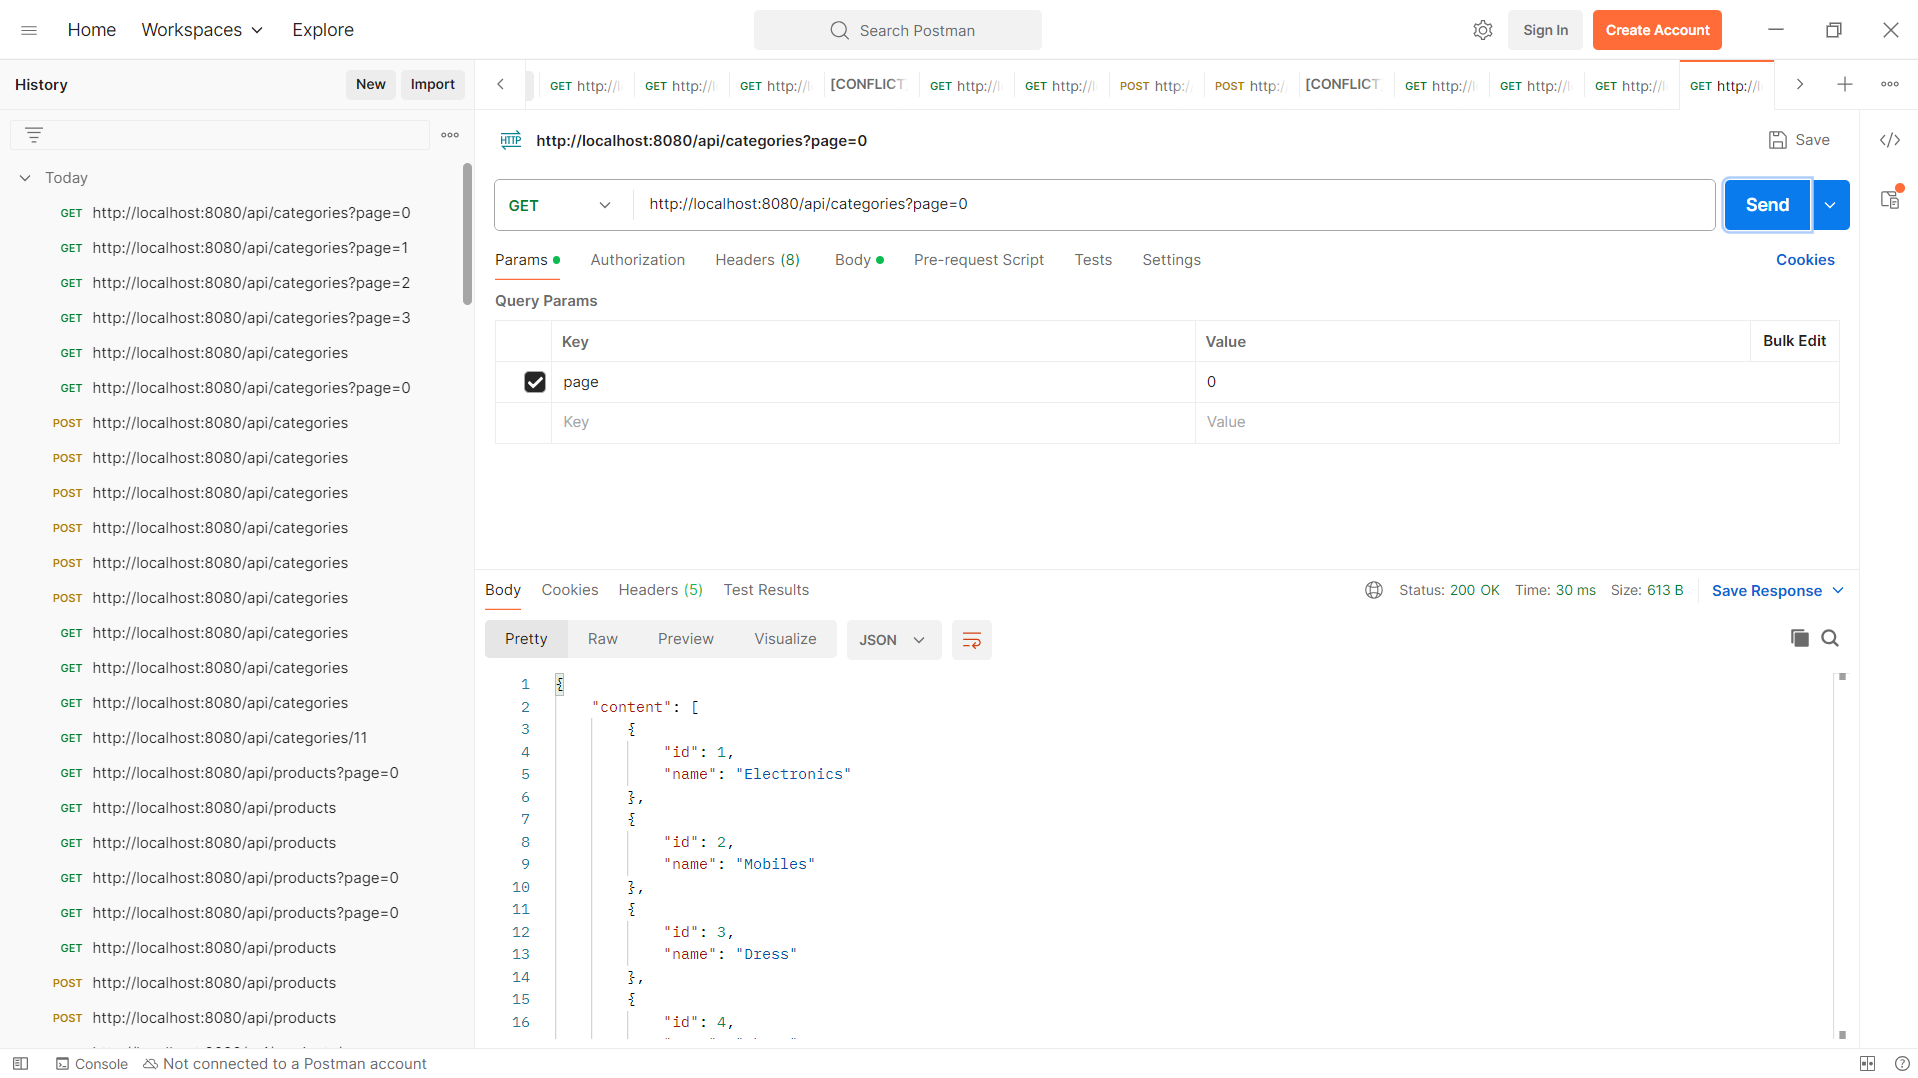 Home Workspaces Explore
Search Postman
Sign In Create Account
History New Import
GET http://l GET http://l GET http://l [CONFLICT GET http://l GET http://l POST http:/ POST http:/ [CONFLICT GET http://l GET http://l GET http://l GET http://l
Today
GET http://localhost:8080/api/categories?page=0
GET http://localhost:8080/api/categories?page=1
GET http://localhost:8080/api/categories?page=2
GET http://localhost:8080/api/categories?page=3
GET http://localhost:8080/api/categories
GET http://localhost:8080/api/categories?page=0
POST http://localhost:8080/api/categories
POST http://localhost:8080/api/categories
POST http://localhost:8080/api/categories
POST http://localhost:8080/api/categories
POST http://localhost:8080/api/categories
POST http://localhost:8080/api/categories
GET http://localhost:8080/api/categories
GET http://localhost:8080/api/categories
GET http://localhost:8080/api/categories
GET http://localhost:8080/api/categories/11
GET http://localhost:8080/api/products?page=0
GET http://localhost:8080/api/products
GET http://localhost:8080/api/products
GET http://localhost:8080/api/products?page=0
GET http://localhost:8080/api/products?page=0
GET http://localhost:8080/api/products
POST http://localhost:8080/api/products
POST http://localhost:8080/api/products
HTTP http://localhost:8080/api/categories?page=0
Save
GET http://localhost:8080/api/categories?page=0
Send
Params Authorization Headers (8) Body Pre-request Script Tests Settings Cookies
Query Params
Key Value Bulk Edit
page 0
Key Value
Body Cookies Headers (5) Test Results
Status: 200 OK Time: 30 ms Size: 613 B Save Response
Pretty Raw Preview Visualize JSON
1 {
2 "content": [
3 {
4 "id": 1,
5 "name": "Electronics"
6 },
7 {
8 "id": 2,
9 "name": "Mobiles"
10 },
11 {
12 "id": 3,
13 "name": "Dress"
14 },
15 {
16 "id": 4,
Console Not connected to a Postman account